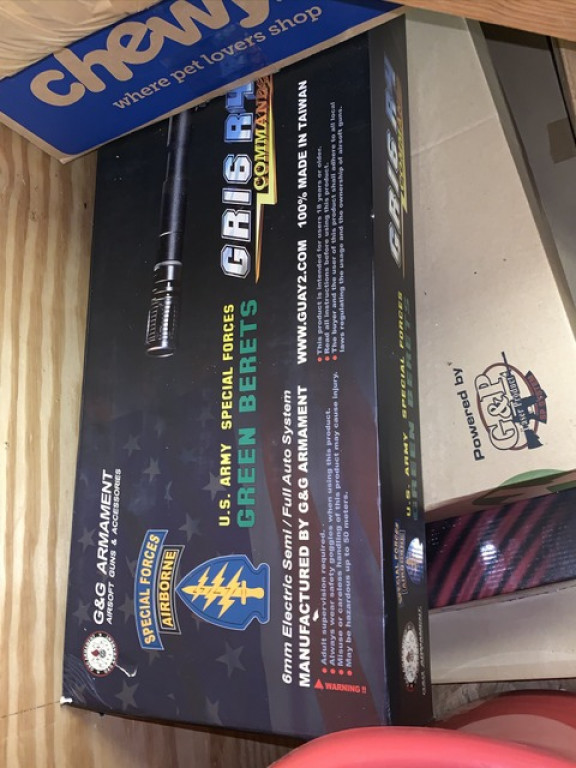 chewy
where pet lovers shop
G&G ARMAMENT
AIRSOFT GUNS & ACCESSORIES
SPECIAL FORCES
AIRBORNE
U.S. ARMY SPECIAL FORCES
GREEN BERETS
GR16 R4
COMMANDO
6mm Electric Semi / Full Auto System
MANUFACTURED BY G&G ARMAMENT
WWW.GUAY2.COM 100% MADE IN TAIWAN
WARNING !!
• Adult supervision required.
• Always wear safety goggles when using this product.
• Misuse or careless handling of this product may cause injury.
• May be hazardous up to 50 meters.
• This product is intended for users 18 years or older.
• Read all instructions before using this product.
• The buyer and the user of this product shall adhere to all local
laws regulating the usage and the ownership of airsoft guns.
G&G ARMAMENT
SPECIAL FORCES
U.S. ARMY SPECIAL FORCES
GREEN BERETS
GR16 R4
Powered by
G&P